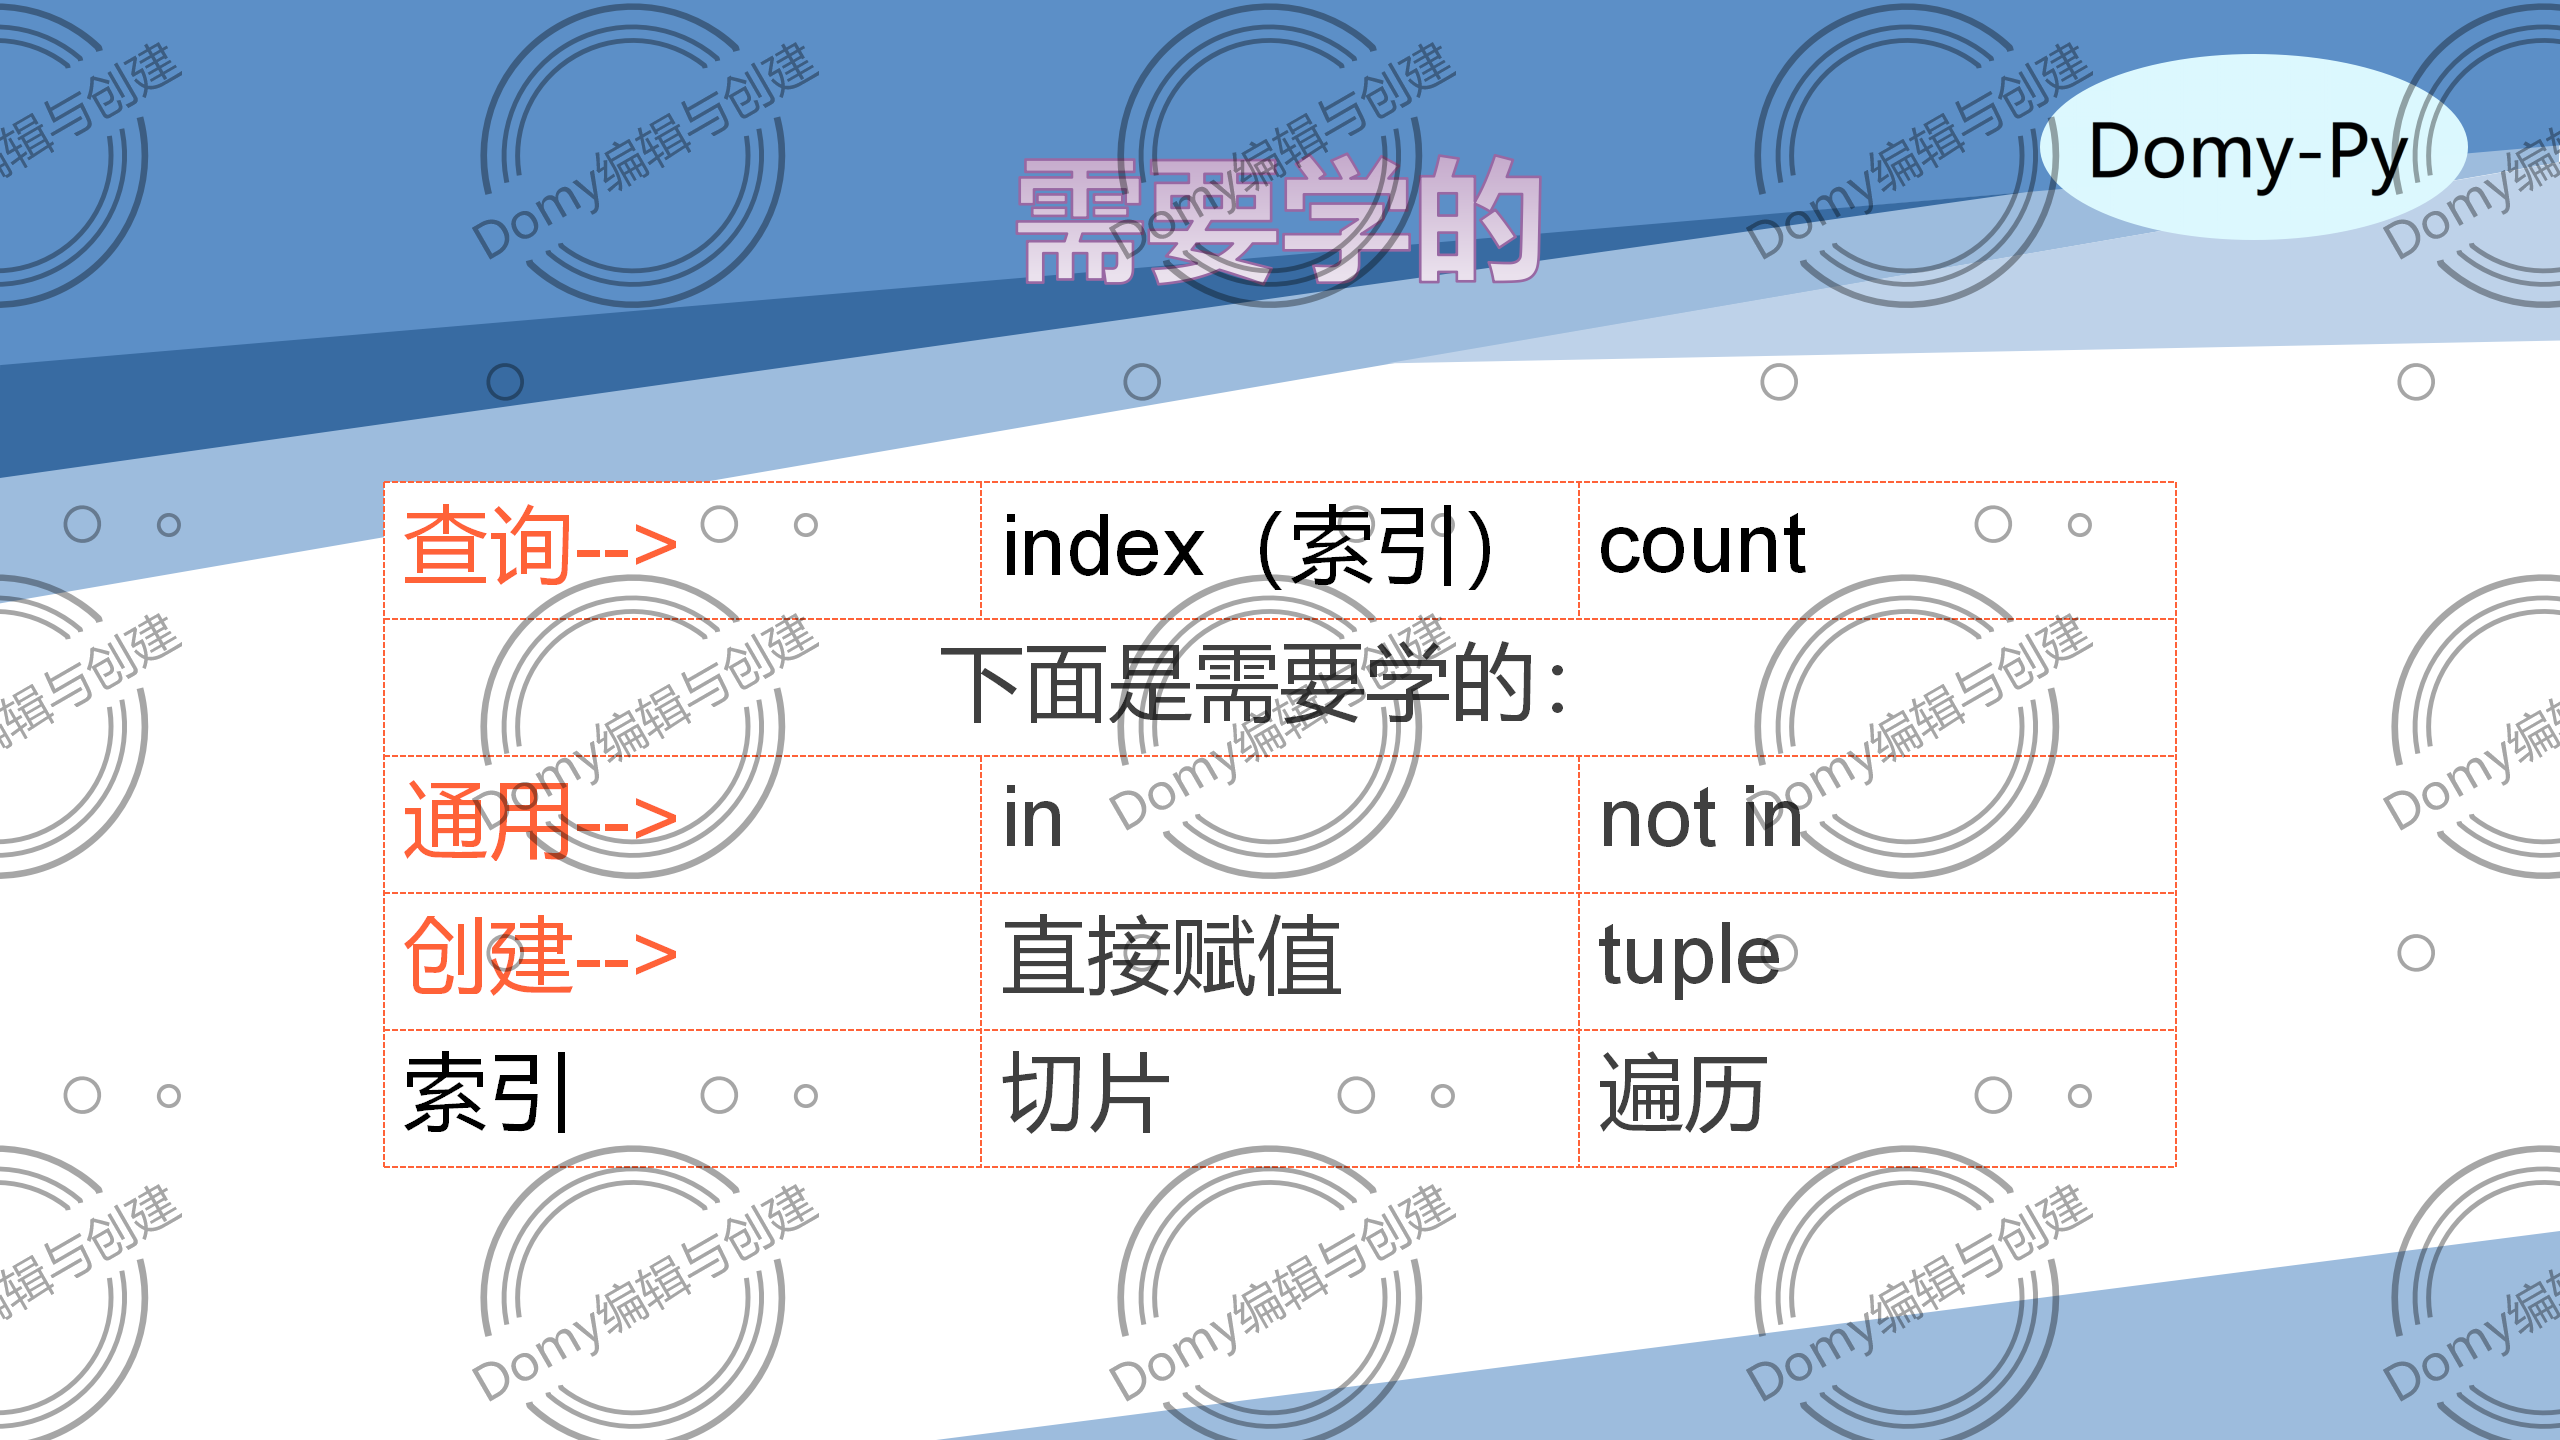 Domy-Py
需要学的
查询--> index（索引） count
下面是需要学的：
通用--> in not in
创建--> 直接赋值 tuple
索引 切片 遍历
Domy编辑与创建